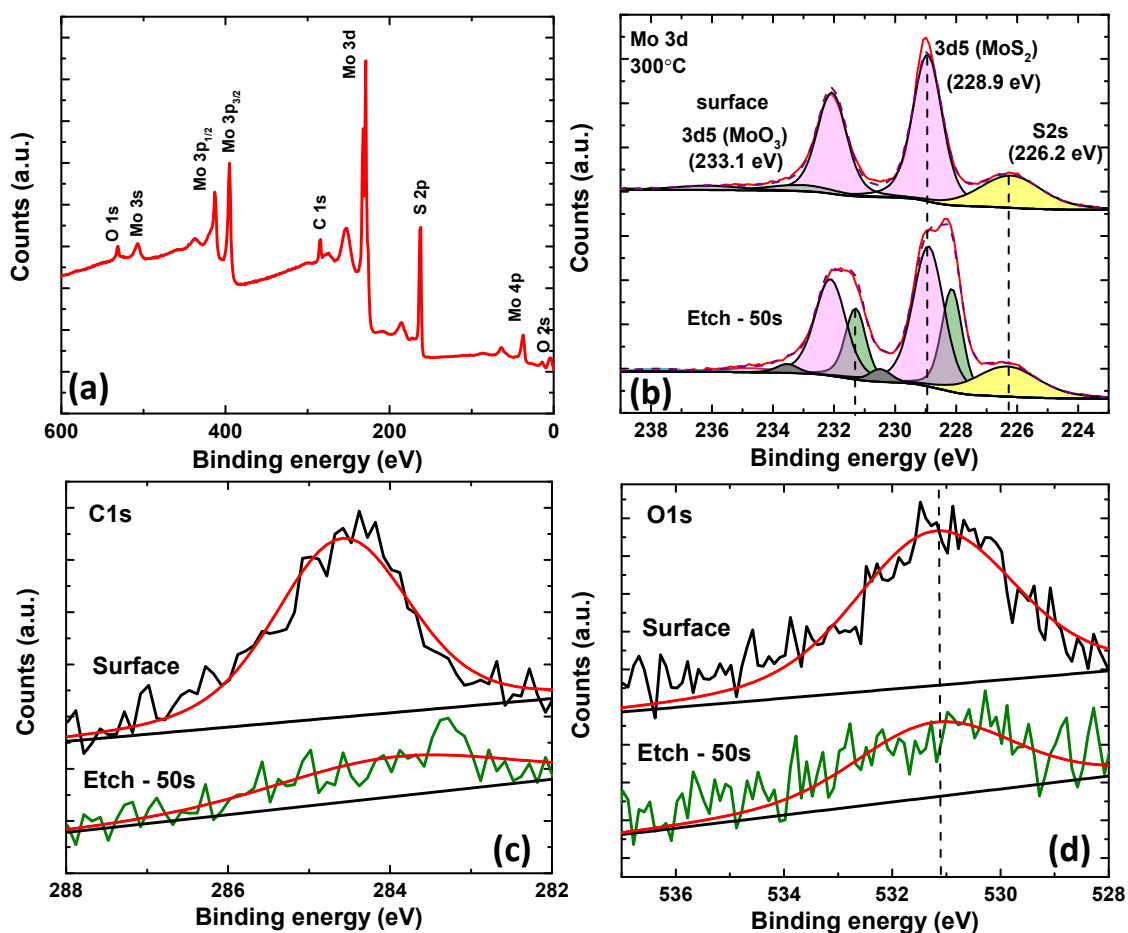 O 1s
Mo 3s
Mo 3p1/2
Mo 3p3/2
C 1s
Mo 3d
S 2p
Mo 4p
O 2s
Counts (a.u.)
(a)
600
400
200
0
Binding energy (eV)
Mo 3d
300°C
surface
3d5 (MoO3)
(233.1 eV)
3d5 (MoS2)
(228.9 eV)
S2s
(226.2 eV)
Etch - 50s
Counts (a.u.)
(b)
238 236 234 232 230 228 226 224
Binding energy (eV)
C1s
Surface
Etch - 50s
Counts (a.u.)
(c)
288 286 284 282
Binding energy (eV)
O1s
Surface
Etch - 50s
Counts (a.u.)
(d)
536 534 532 530 528
Binding energy (eV)